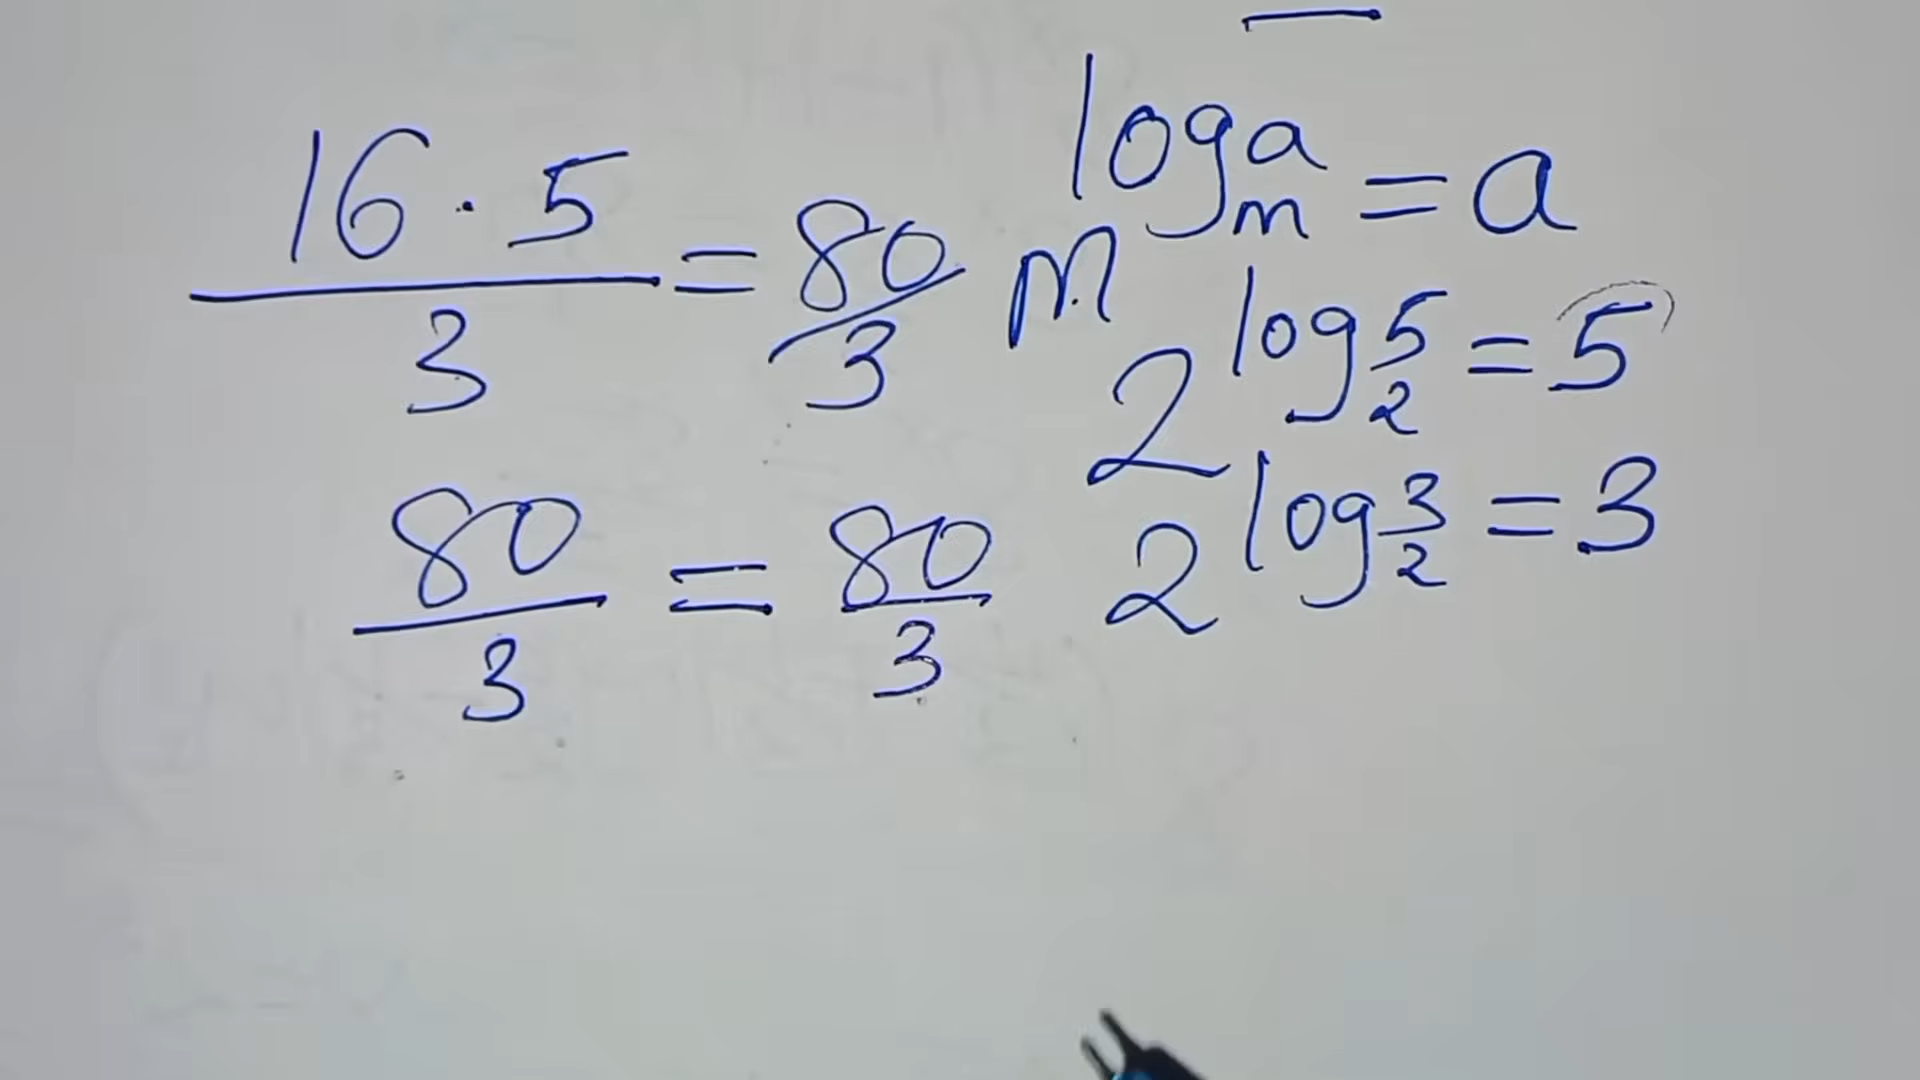 16 · 5 / 3 = 80/3
m^(log_m a) = a
2^(log_2 5) = 5
80/3 = 80/3
2^(log_2 3) = 3